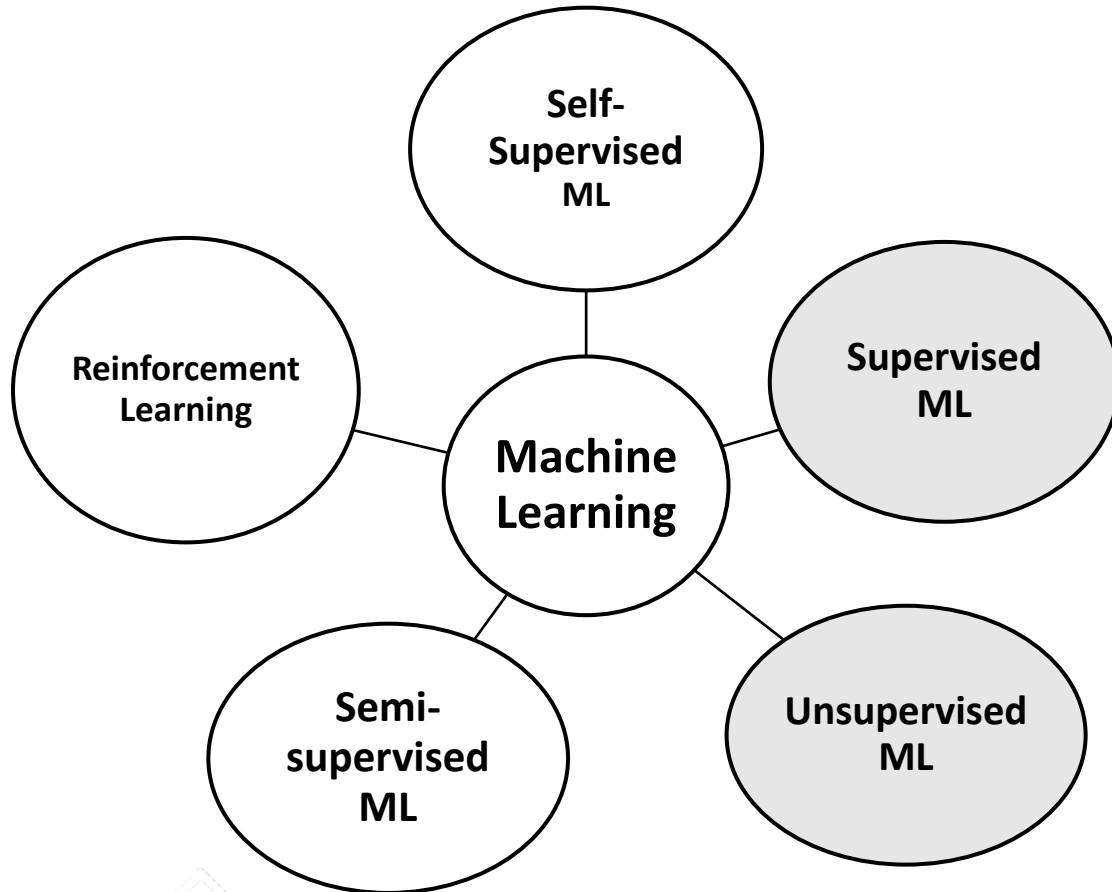 Self-
Supervised
ML
Reinforcement
Learning
Supervised
ML
Machine
Learning
Semi-
supervised
ML
Unsupervised
ML